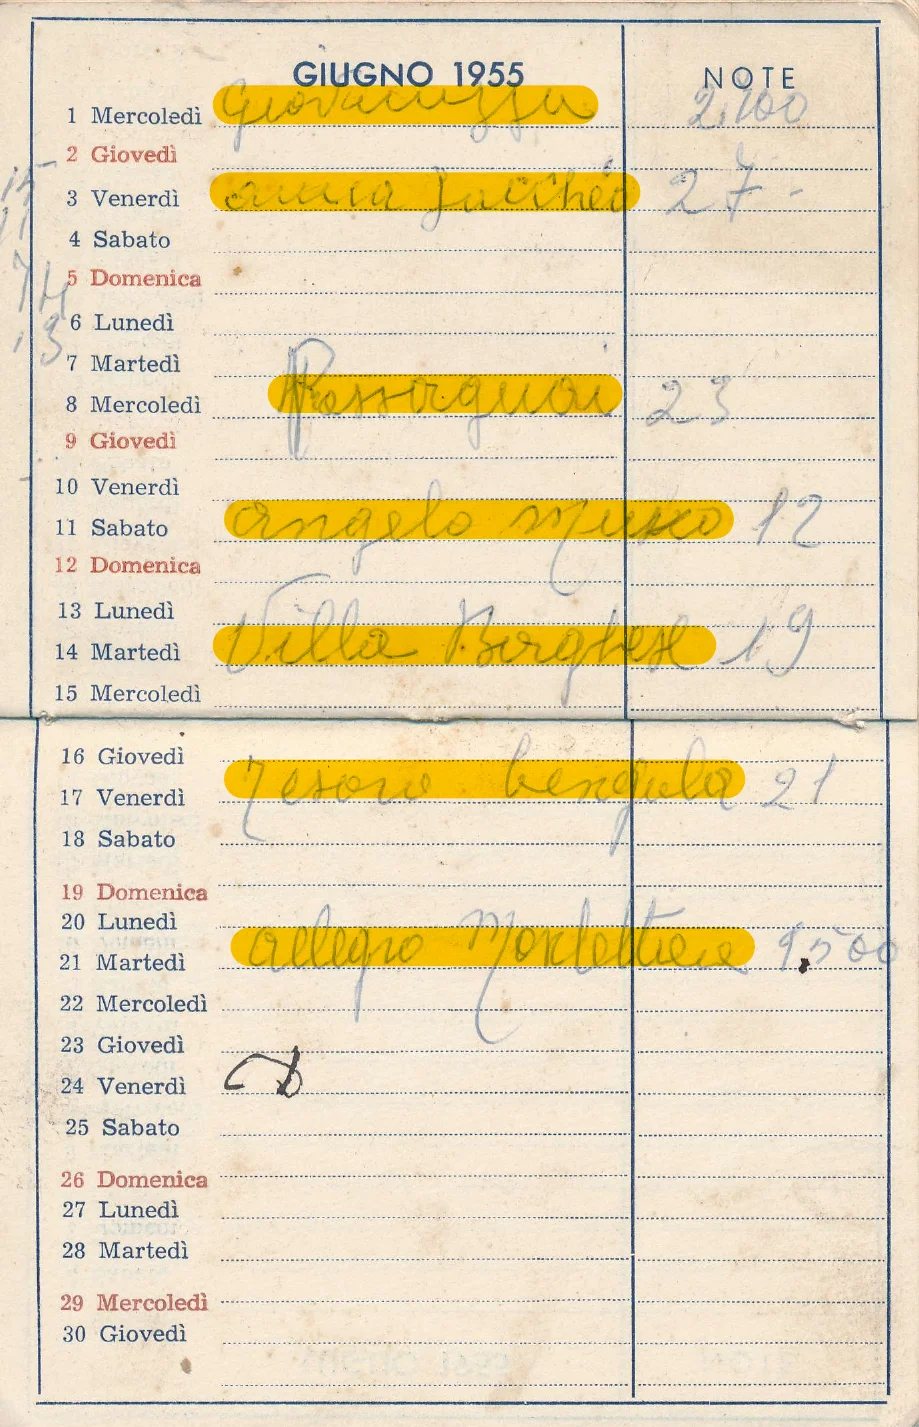 GIUGNO 1955 NOTE
1 Mercoledì Giovanuzza 2.100
2 Giovedì
3 Venerdì anna 27-
4 Sabato
5 Domenica
6 Lunedì
7 Martedì
8 Mercoledì 23
9 Giovedì
10 Venerdì
11 Sabato angelo Musco 12
12 Domenica
13 Lunedì
14 Martedì Villa Borghese 19
15 Mercoledì
16 Giovedì
17 Venerdì Tesoro bengala 21
18 Sabato
19 Domenica
20 Lunedì
21 Martedì allegro 9.500
22 Mercoledì
23 Giovedì
24 Venerdì
25 Sabato
26 Domenica
27 Lunedì
28 Martedì
29 Mercoledì
30 Giovedì